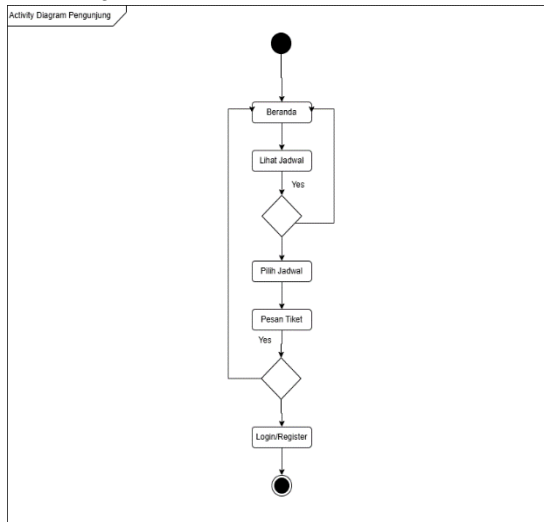 Activity Diagram Pengunjung
Beranda
Lihat Jadwal
Yes
Pilih Jadwal
Pesan Tiket
Yes
Login/Register